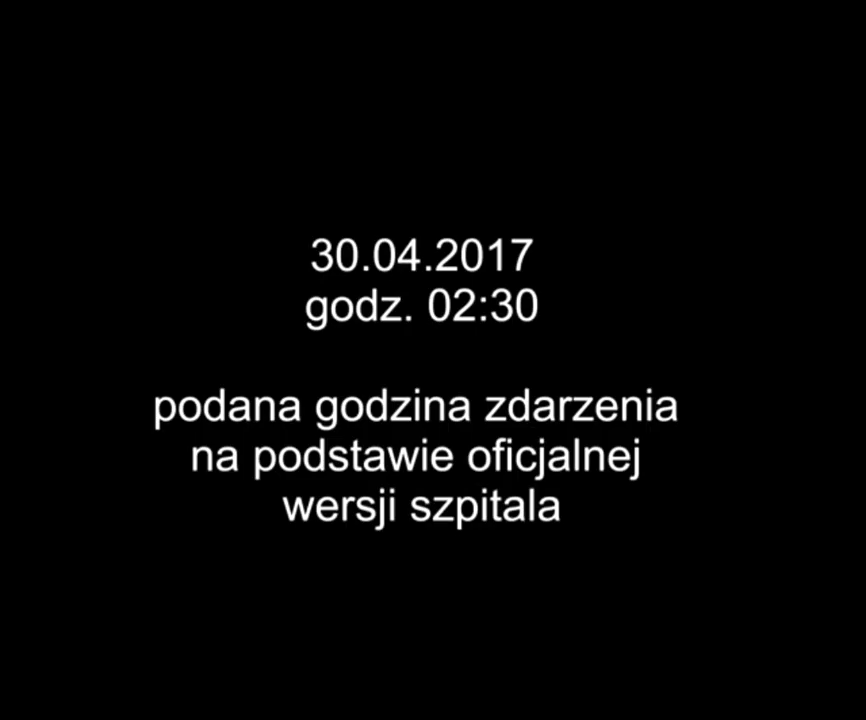 30.04.2017
godz. 02:30
podana godzina zdarzenia
na podstawie oficjalnej
wersji szpitala